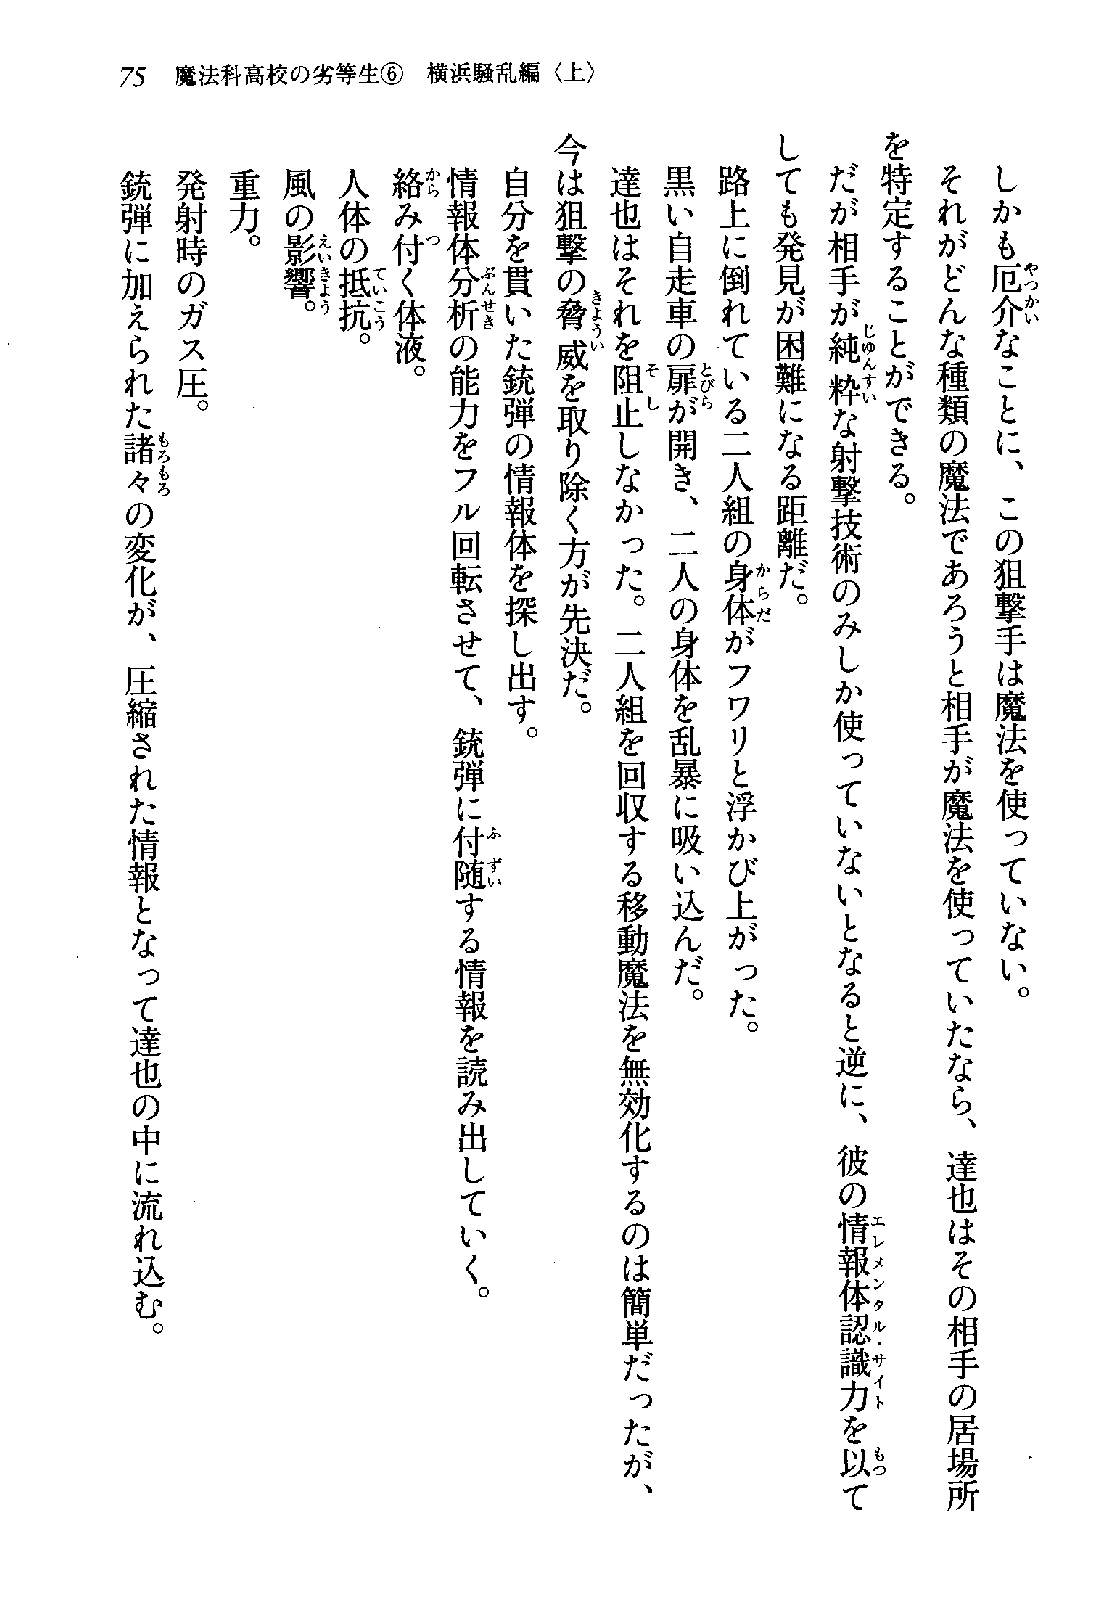 75　魔法科高校の劣等生⑥　横浜騒乱編〈上〉
しかも厄介なことに、この狙撃手は魔法を使っていない。
それがどんな種類の魔法であろうと相手が魔法を使っていたなら、達也はその相手の居場所
を特定することができる。
だが相手が純粋な射撃技術のみしか使っていないとなると逆に、彼の情報体認識力を以て
しても発見が困難になる距離だ。
路上に倒れている二人組の身体がフワリと浮かび上がった。
黒い自走車の扉が開き、二人の身体を乱暴に吸い込んだ。
達也はそれを阻止しなかった。二人組を回収する移動魔法を無効化するのは簡単だったが、
今は狙撃の脅威を取り除く方が先決だ。
自分を貫いた銃弾の情報体を探し出す。
情報体分析の能力をフル回転させて、銃弾に付随する情報を読み出していく。
絡み付く体液。
人体の抵抗。
風の影響。
重力。
発射時のガス圧。
銃弾に加えられた諸々の変化が、圧縮された情報となって達也の中に流れ込む。